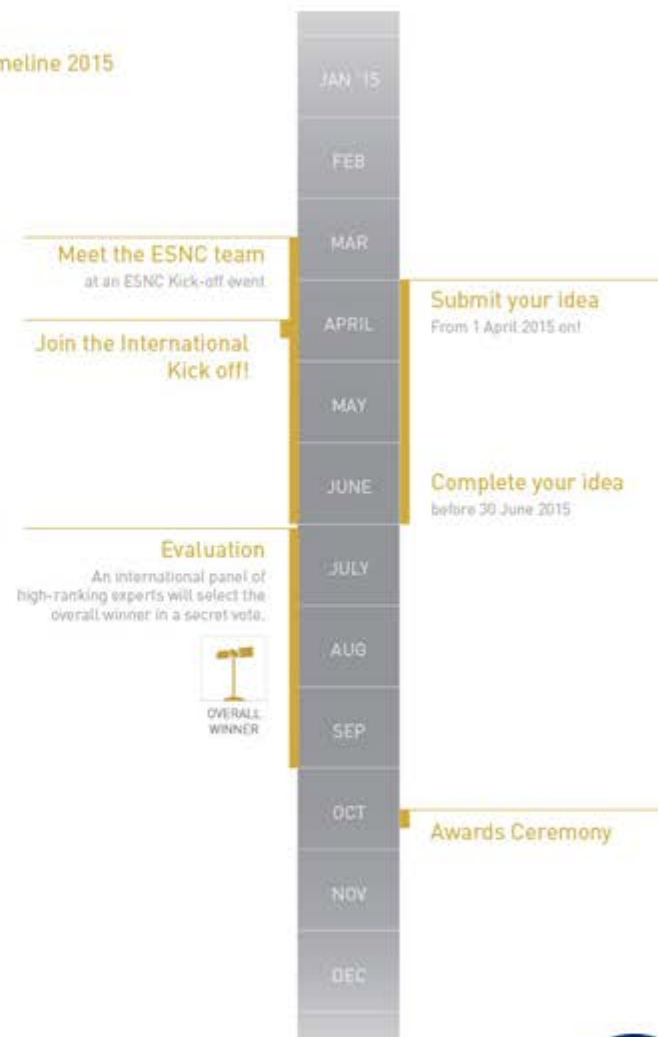 meline 2015
JAN '15
FEB
MAR
Meet the ESNC team
at an ESNC Kick-off event
APRIL
Submit your idea
From 1 April 2015 on!
Join the International
Kick off!
MAY
JUNE
Complete your idea
before 30 June 2015
Evaluation
An international panel of
high-ranking experts will select the
overall winner in a secret vote.
JULY
AUG
OVERALL
WINNER
SEP
OCT
Awards Ceremony
NOV
DEC